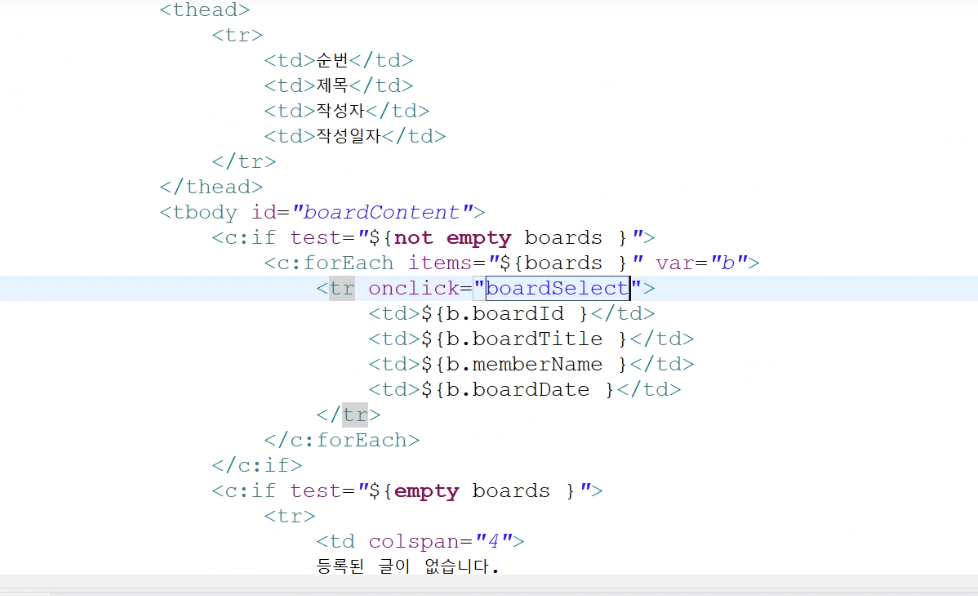 <thead>
<tr>
<td>순번</td>
<td>제목</td>
<td>작성자</td>
<td>작성일자</td>
</tr>
</thead>
<tbody id="boardContent">
<c:if test="${not empty boards }">
<c:forEach items="${boards }" var="b">
<tr onclick="boardSelect">
<td>${b.boardId }</td>
<td>${b.boardTitle }</td>
<td>${b.memberName }</td>
<td>${b.boardDate }</td>
</tr>
</c:forEach>
</c:if>
<c:if test="${empty boards }">
<tr>
<td colspan="4">
등록된 글이 없습니다.